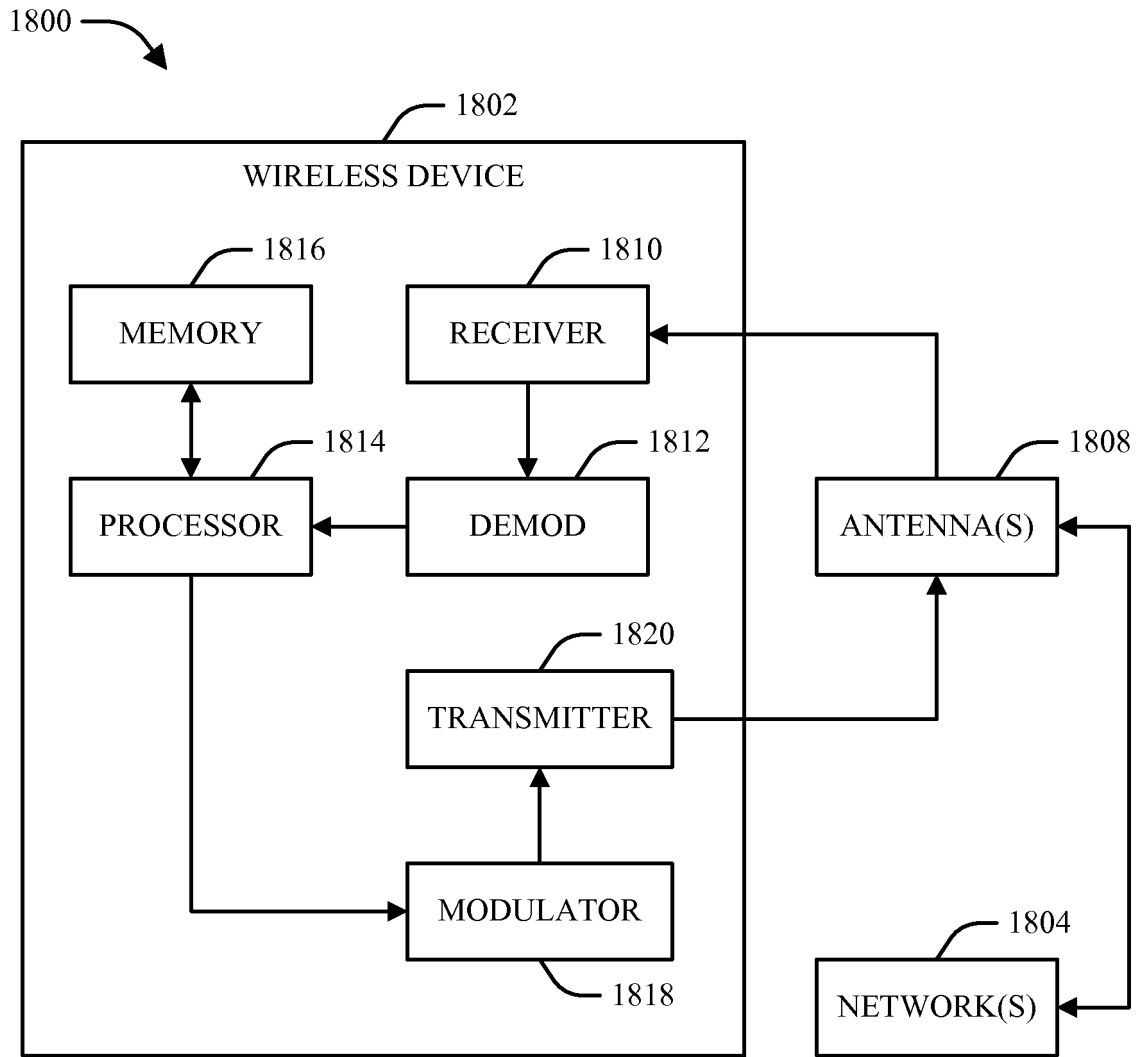 1800
1802
WIRELESS DEVICE
1816
1810
MEMORY
RECEIVER
1814
1812
1808
PROCESSOR
DEMOD
ANTENNA(S)
1820
TRANSMITTER
MODULATOR
1804
1818
NETWORK(S)